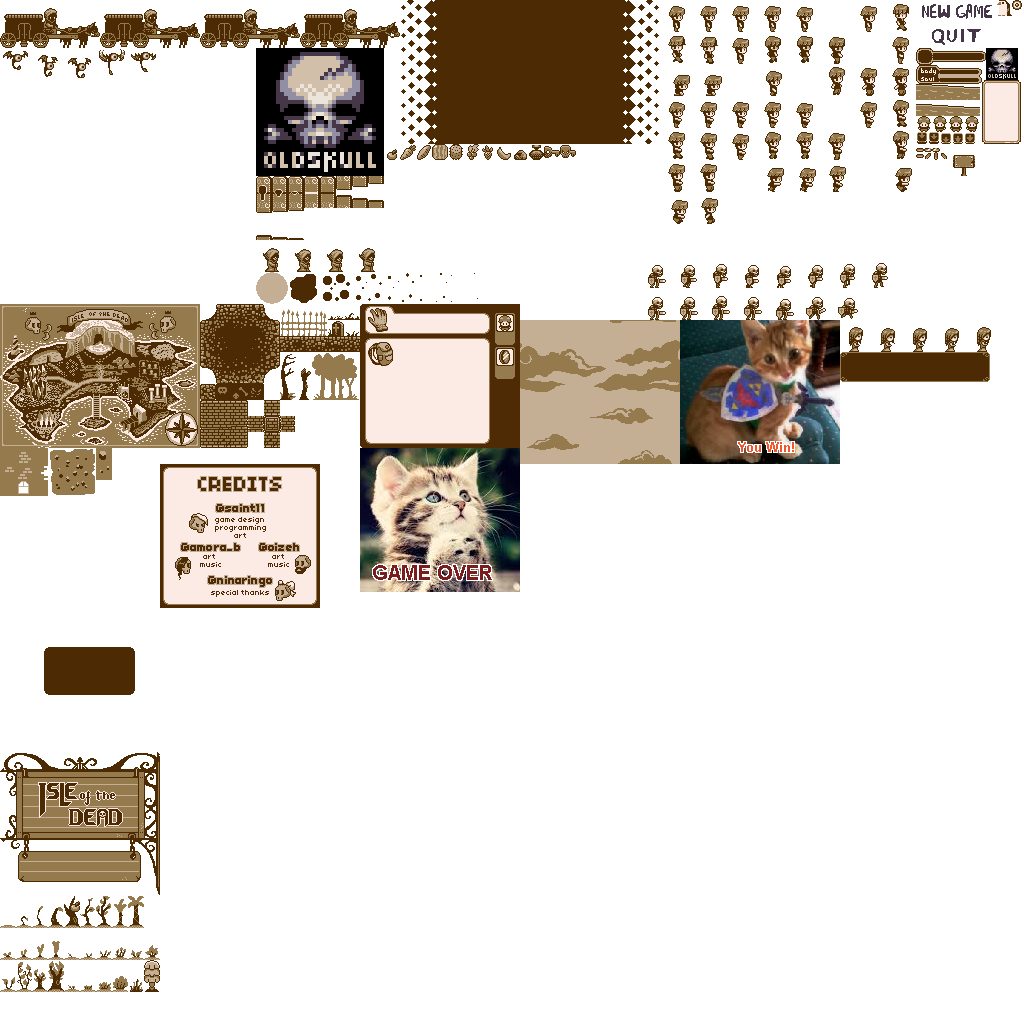 NEW GAME
QUIT
OLDSKULL
body
soul
OLDSKULL
ISLE OF THE DEAD
You Win!
CREDITS
@saint11
game design
programming
art
@amora_b
art
music
@oizeh
art
music
@ninaringo
special thanks
GAME OVER
ISLE of the
DEAD